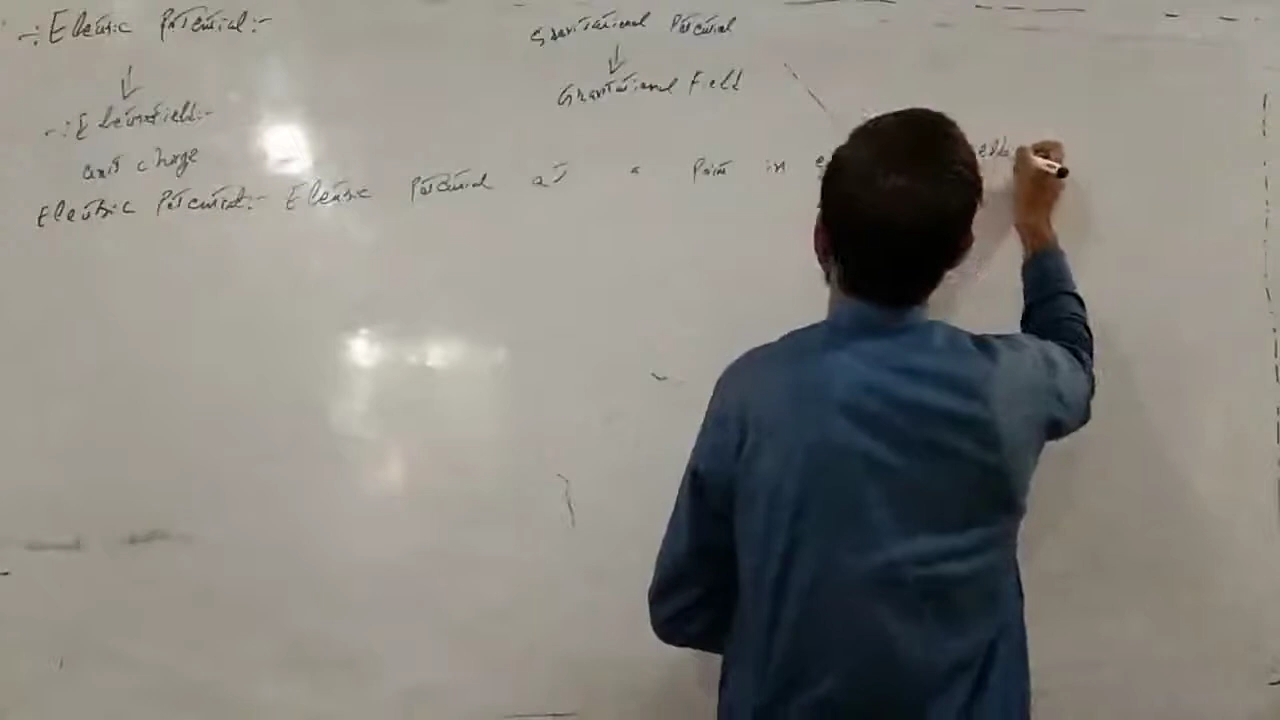 -: Electric Potential:-
Gravitational Potential
↓
↓
Gravitational Field
-: Electric Field:-
unit charge
Electric Potential:- Electric Potential at a Point in